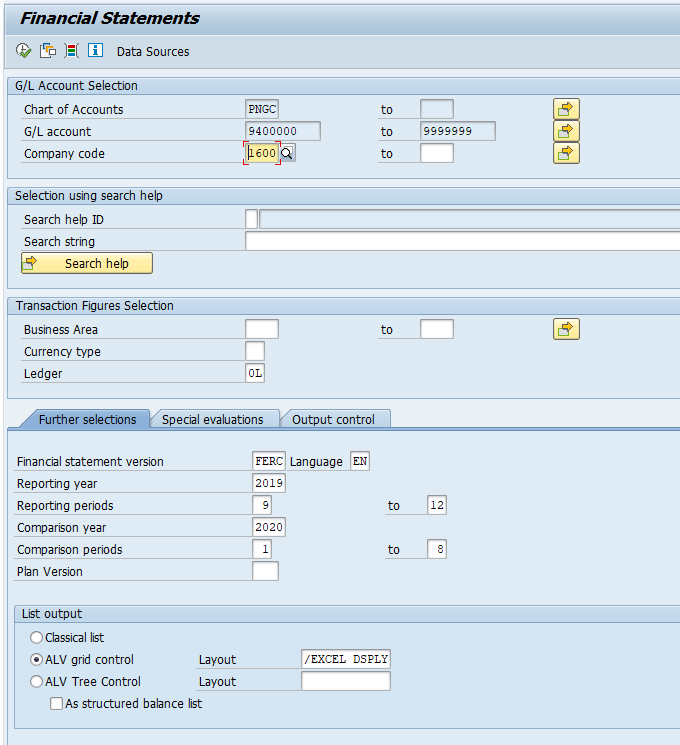 Financial Statements
Data Sources
G/L Account Selection
Chart of Accounts PNGC to
G/L account 9400000 to 9999999
Company code 1600 to
Selection using search help
Search help ID
Search string
Search help
Transaction Figures Selection
Business Area to
Currency type
Ledger 0L
Further selections Special evaluations Output control
Financial statement version FERC Language EN
Reporting year 2019
Reporting periods 9 to 12
Comparison year 2020
Comparison periods 1 to 8
Plan Version
List output
Classical list
ALV grid control Layout /EXCEL DSPLY
ALV Tree Control Layout
As structured balance list